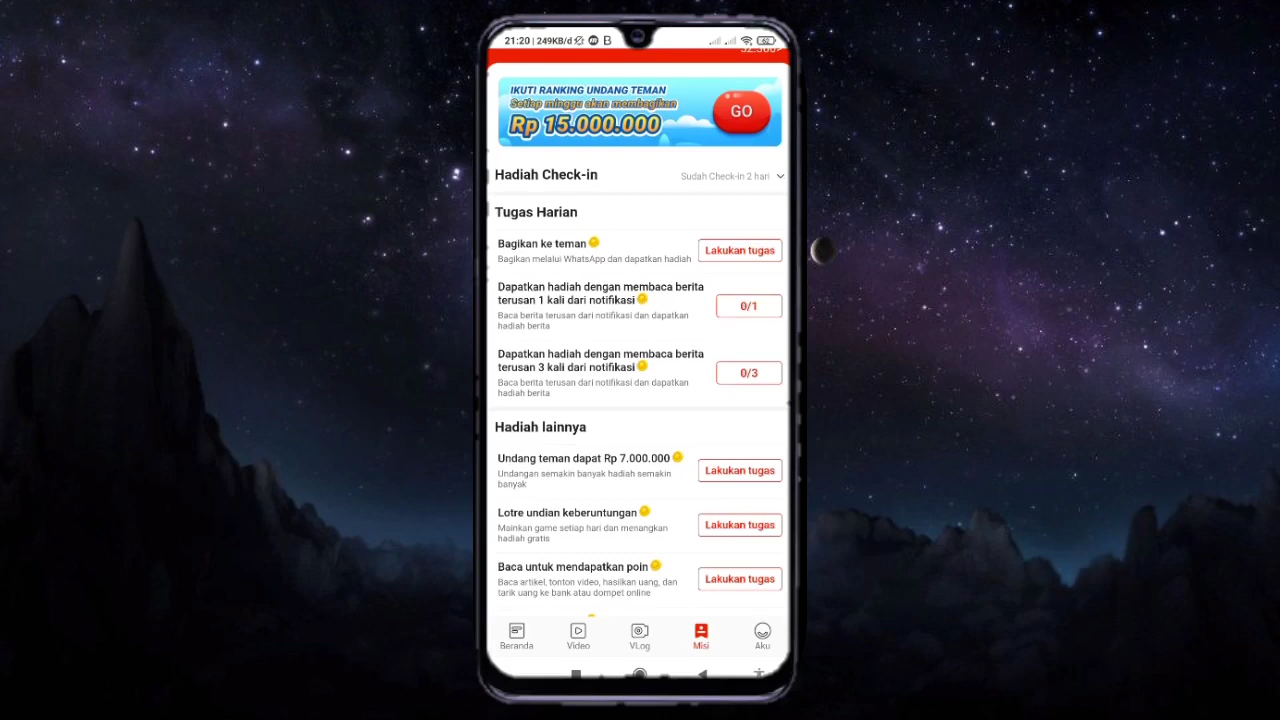 21:20 | 249KB/d
62
IKUTI RANKING UNDANG TEMAN
Setiap minggu akan membagikan
Rp 15.000.000
GO
Hadiah Check-in
Sudah Check-in 2 hari
Tugas Harian
Bagikan ke teman
Bagikan melalui WhatsApp dan dapatkan hadiah
Lakukan tugas
Dapatkan hadiah dengan membaca berita
terusan 1 kali dari notifikasi
Baca berita terusan dari notifikasi dan dapatkan
hadiah berita
0/1
Dapatkan hadiah dengan membaca berita
terusan 3 kali dari notifikasi
Baca berita terusan dari notifikasi dan dapatkan
hadiah berita
0/3
Hadiah lainnya
Undang teman dapat Rp 7.000.000
Undangan semakin banyak hadiah semakin
banyak
Lakukan tugas
Lotre undian keberuntungan
Mainkan game setiap hari dan menangkan
hadiah gratis
Lakukan tugas
Baca untuk mendapatkan poin
Baca artikel, tonton video, hasilkan uang, dan
tarik uang ke bank atau dompet online
Lakukan tugas
Beranda
Video
VLog
Misi
Aku